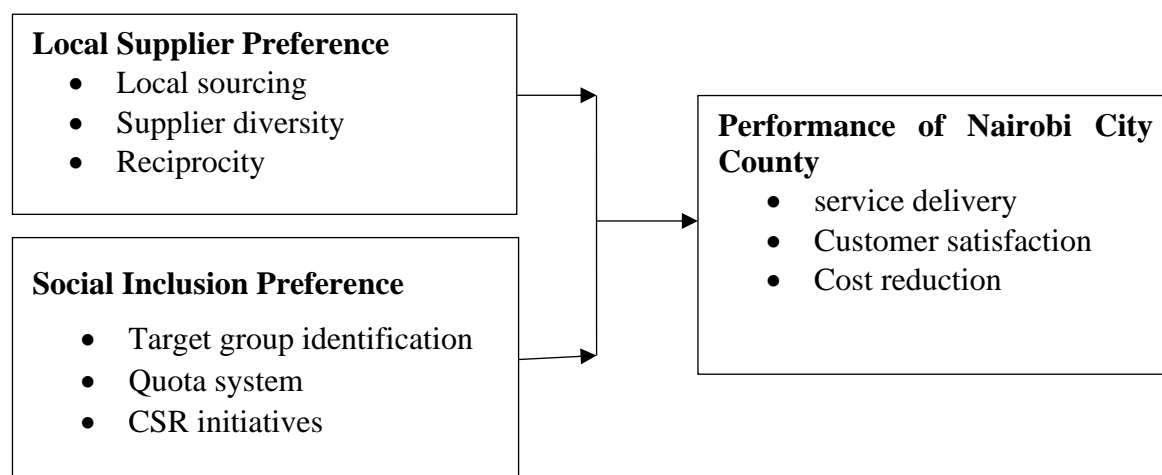 Local Supplier Preference
• Local sourcing
• Supplier diversity
• Reciprocity
Social Inclusion Preference
• Target group identification
• Quota system
• CSR initiatives
Performance of Nairobi City
County
• service delivery
• Customer satisfaction
• Cost reduction